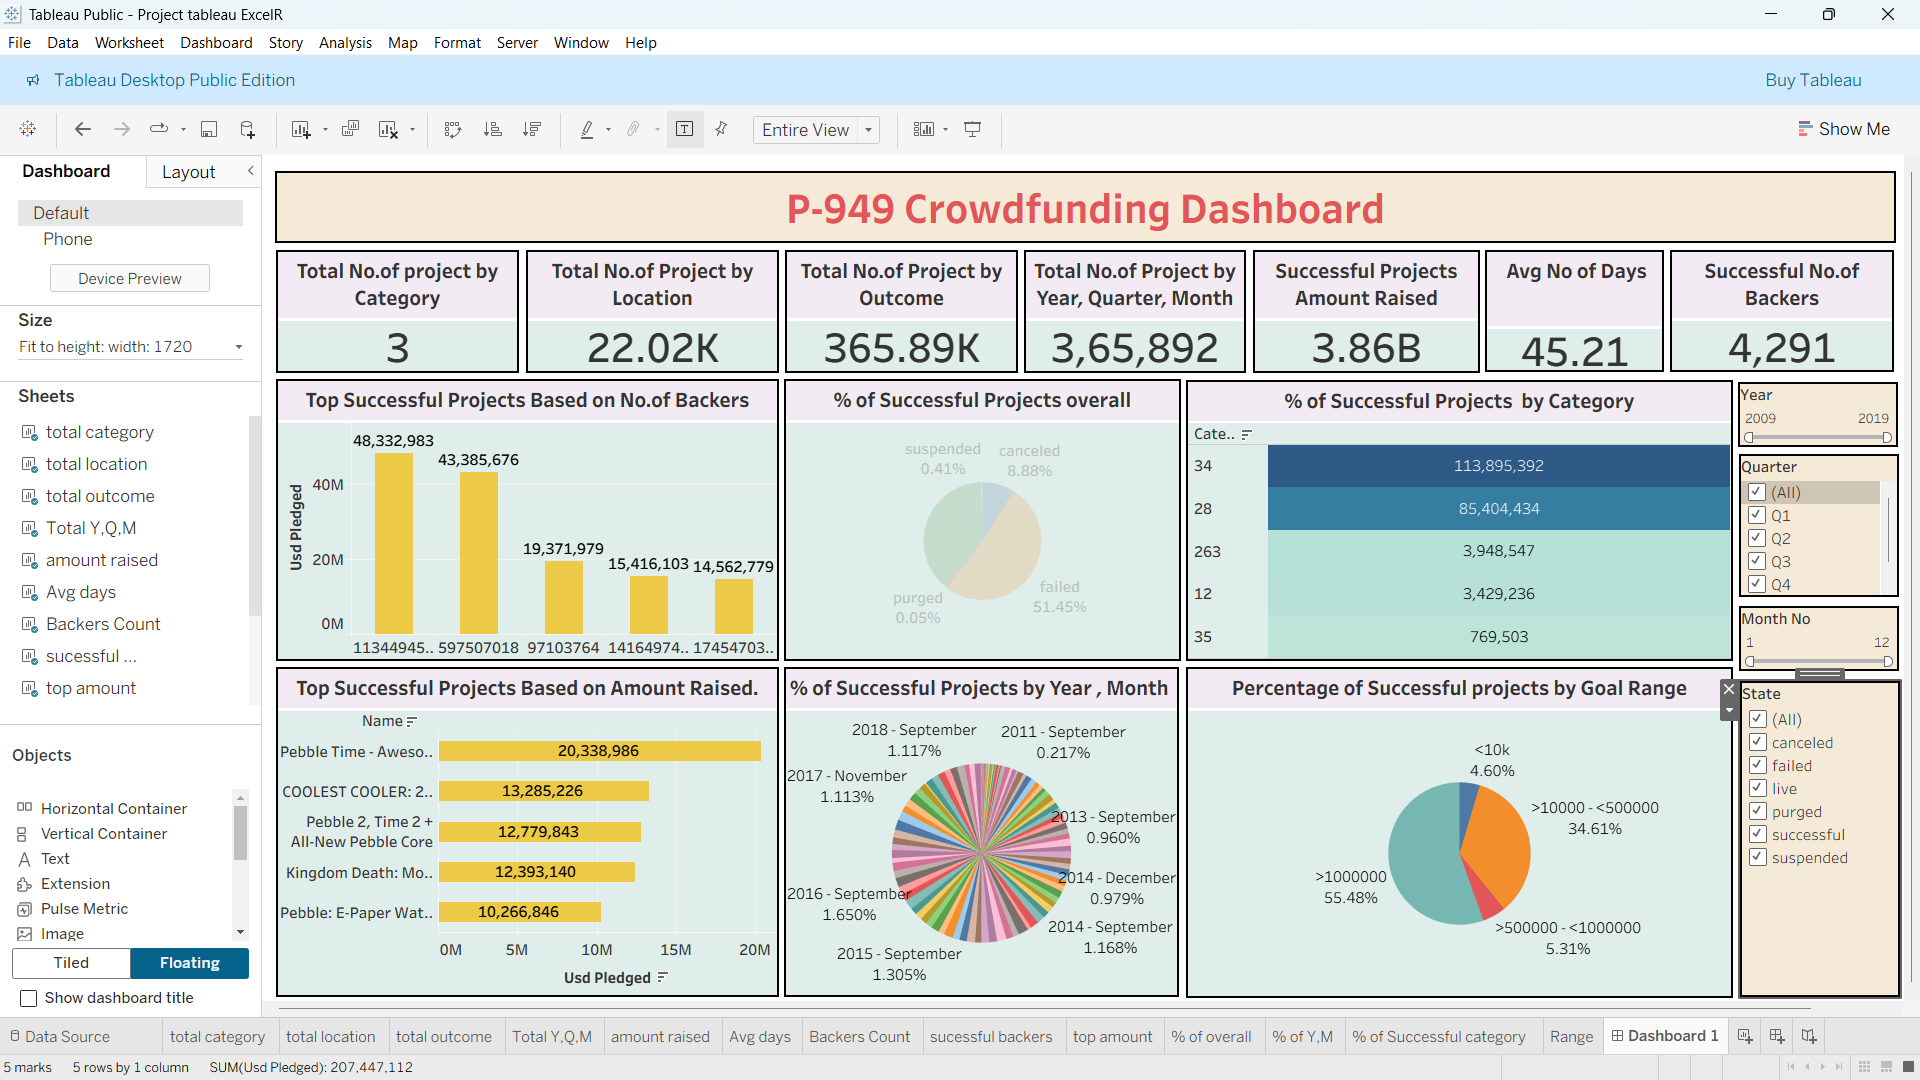 Tableau Public - Project tableau ExcelR
File Data Worksheet Dashboard Story Analysis Map Format Server Window Help
Tableau Desktop Public Edition
Buy Tableau
Entire View
Show Me
Dashboard
Layout
Default
Phone
Device Preview
Size
Fit to height: width: 1720
Sheets
total category
total location
total outcome
Total Y,Q,M
amount raised
Avg days
Backers Count
sucessful ...
top amount
Objects
Horizontal Container
Vertical Container
Text
Extension
Pulse Metric
Image
Tiled
Floating
Show dashboard title
P-949 Crowdfunding Dashboard
Total No.of project by
Category
3
Total No.of Project by
Location
22.02K
Total No.of Project by
Outcome
365.89K
Total No.of Project by
Year, Quarter, Month
3,65,892
Successful Projects
Amount Raised
3.86B
Avg No of Days
45.21
Successful No.of
Backers
4,291
Top Successful Projects Based on No.of Backers
48,332,983
43,385,676
19,371,979
15,416,103
14,562,779
Usd Pledged
40M
20M
0M
11344945..
597507018
97103764
14164974..
17454703..
% of Successful Projects overall
suspended
0.41%
canceled
8.88%
purged
0.05%
failed
51.45%
% of Successful Projects by Category
Cate..
34
113,895,392
28
85,404,434
263
3,948,547
12
3,429,236
35
769,503
Year
2009
2019
Quarter
(All)
Q1
Q2
Q3
Q4
Month No
1
12
State
(All)
canceled
failed
live
purged
successful
suspended
Top Successful Projects Based on Amount Raised.
Name
Pebble Time - Aweso..
20,338,986
COOLEST COOLER: 2..
13,285,226
Pebble 2, Time 2 +
All-New Pebble Core
12,779,843
Kingdom Death: Mo..
12,393,140
Pebble: E-Paper Wat..
10,266,846
0M
5M
10M
15M
20M
Usd Pledged
% of Successful Projects by Year , Month
2018 - September
1.117%
2011 - September
0.217%
2017 - November
1.113%
2013 - September
0.960%
2014 - December
0.979%
2016 - September
1.650%
2014 - September
1.168%
2015 - September
1.305%
Percentage of Successful projects by Goal Range
<10k
4.60%
>10000 - <500000
34.61%
>1000000
55.48%
>500000 - <1000000
5.31%
Data Source
total category
total location
total outcome
Total Y,Q,M
amount raised
Avg days
Backers Count
sucessful backers
top amount
% of overall
% of Y,M
% of Successful category
Range
Dashboard 1
5 marks
5 rows by 1 column
SUM(Usd Pledged): 207,447,112